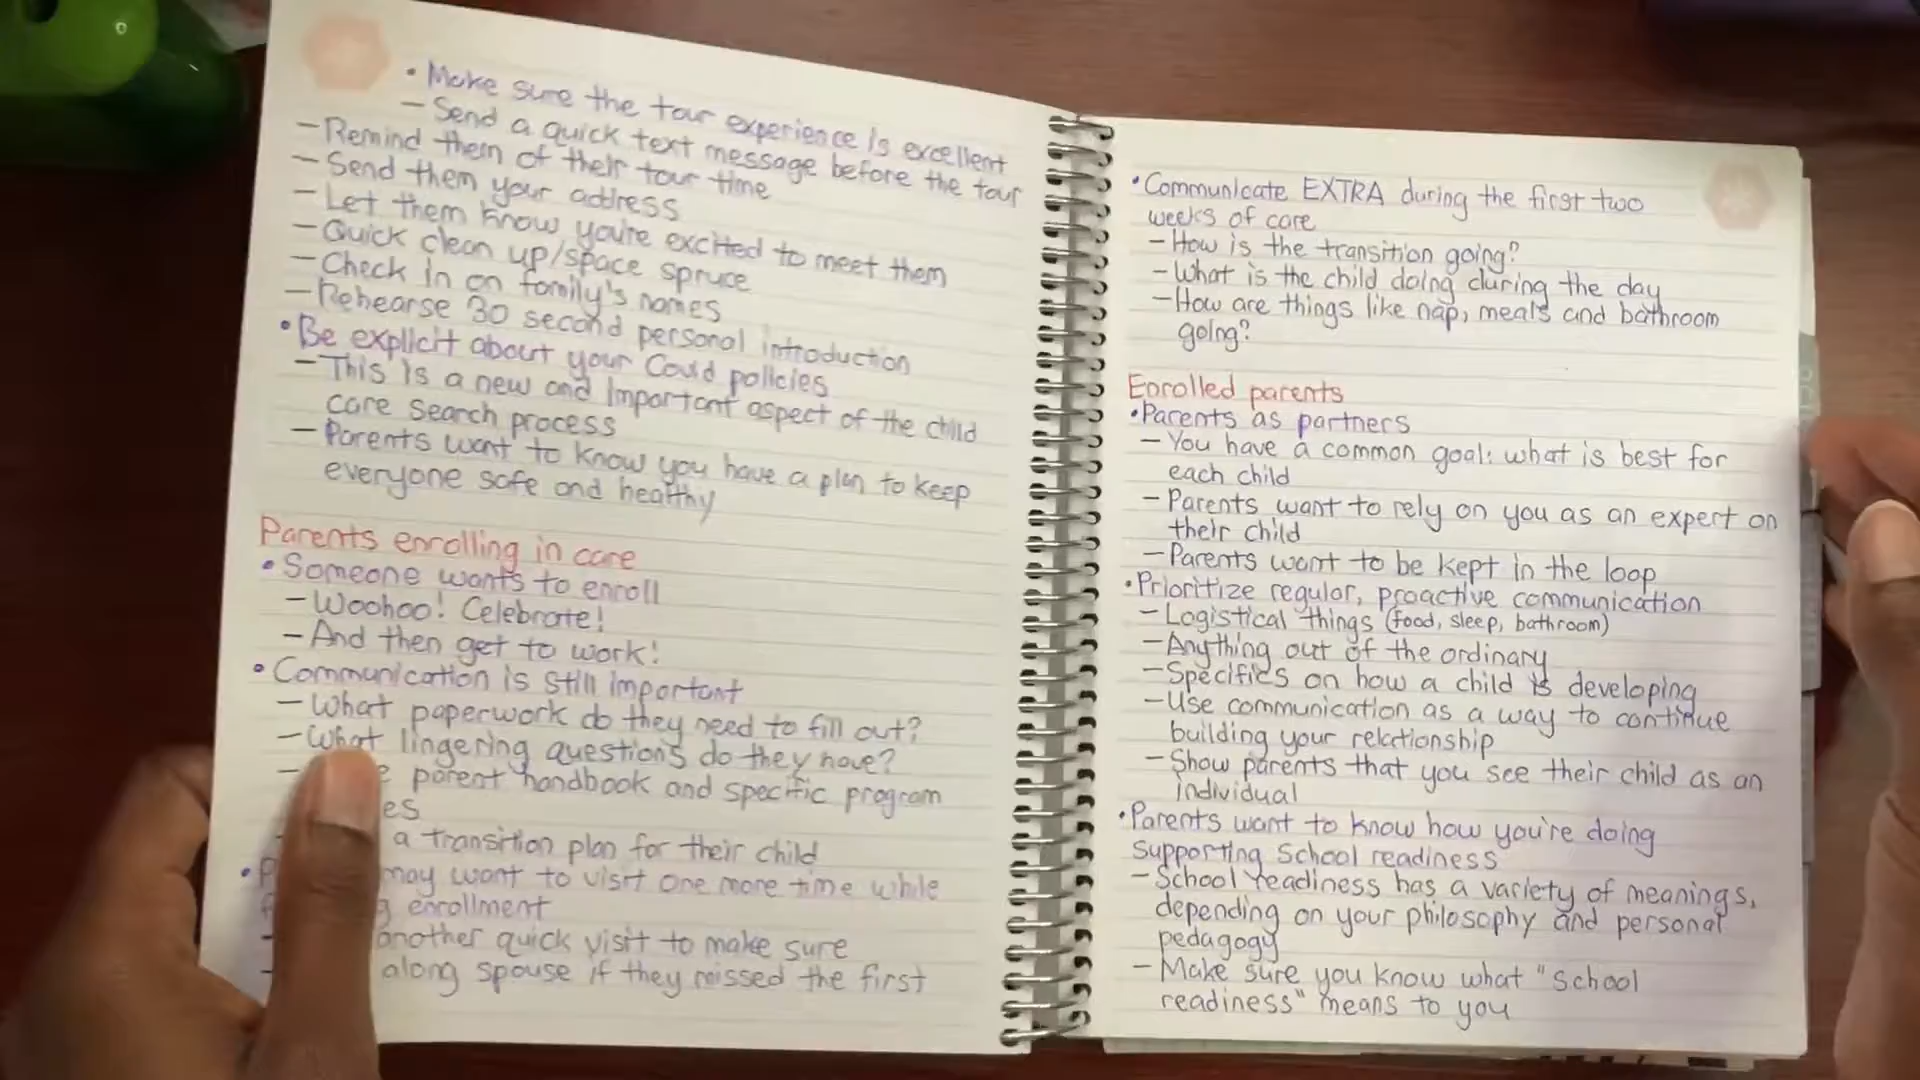 • Make sure the tour experience is excellent
– Send a quick text message before the tour
– Remind them of their tour time
– Send them your address
– Let them know you're excited to meet them
– Quick clean up/space spruce
– Check in on family's names
– Rehearse 30 second personal introduction
• Be explicit about your Covid policies
– This is a new and important aspect of the child
care search process
– Parents want to know you have a plan to keep
everyone safe and healthy
Parents enrolling in care
• Someone wants to enroll
– Woohoo! Celebrate!
– And then get to work!
• Communication is still important
– What paperwork do they need to fill out?
– What lingering questions do they have?
– parent handbook and specific program
a transition plan for their child
• may want to visit one more time while
enrollment
another quick visit to make sure
along spouse if they missed the first
• Communicate EXTRA during the first two
weeks of care
– How is the transition going?
– What is the child doing during the day
– How are things like nap, meals and bathroom
going?
Enrolled parents
• Parents as partners
– You have a common goal: what is best for
each child
– Parents want to rely on you as an expert on
their child
– Parents want to be kept in the loop
• Prioritize regular, proactive communication
– Logistical things (food, sleep, bathroom)
– Anything out of the ordinary
– Specifics on how a child is developing
– Use communication as a way to continue
building your relationship
– Show parents that you see their child as an
individual
• Parents want to know how you're doing
supporting school readiness
– School readiness has a variety of meanings,
depending on your philosophy and personal
pedagogy
– Make sure you know what "school
readiness" means to you